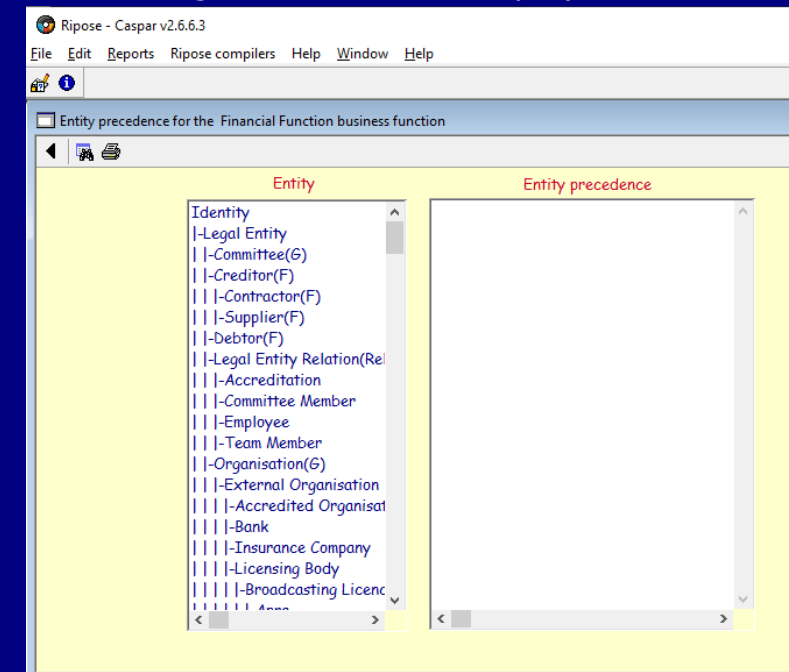 Ripose - Caspar v2.6.6.3
File Edit Reports Ripose compilers Help Window Help
Entity precedence for the Financial Function business function
Entity
Entity precedence
Identity
|-Legal Entity
| |-Committee(G)
| |-Creditor(F)
| | |-Contractor(F)
| | |-Supplier(F)
| |-Debtor(F)
| |-Legal Entity Relation(Rel
| | |-Accreditation
| | |-Committee Member
| | |-Employee
| | |-Team Member
| |-Organisation(G)
| | |-External Organisation
| | | |-Accredited Organisat
| | | |-Bank
| | | |-Insurance Company
| | | |-Licensing Body
| | | | |-Broadcasting Licenc